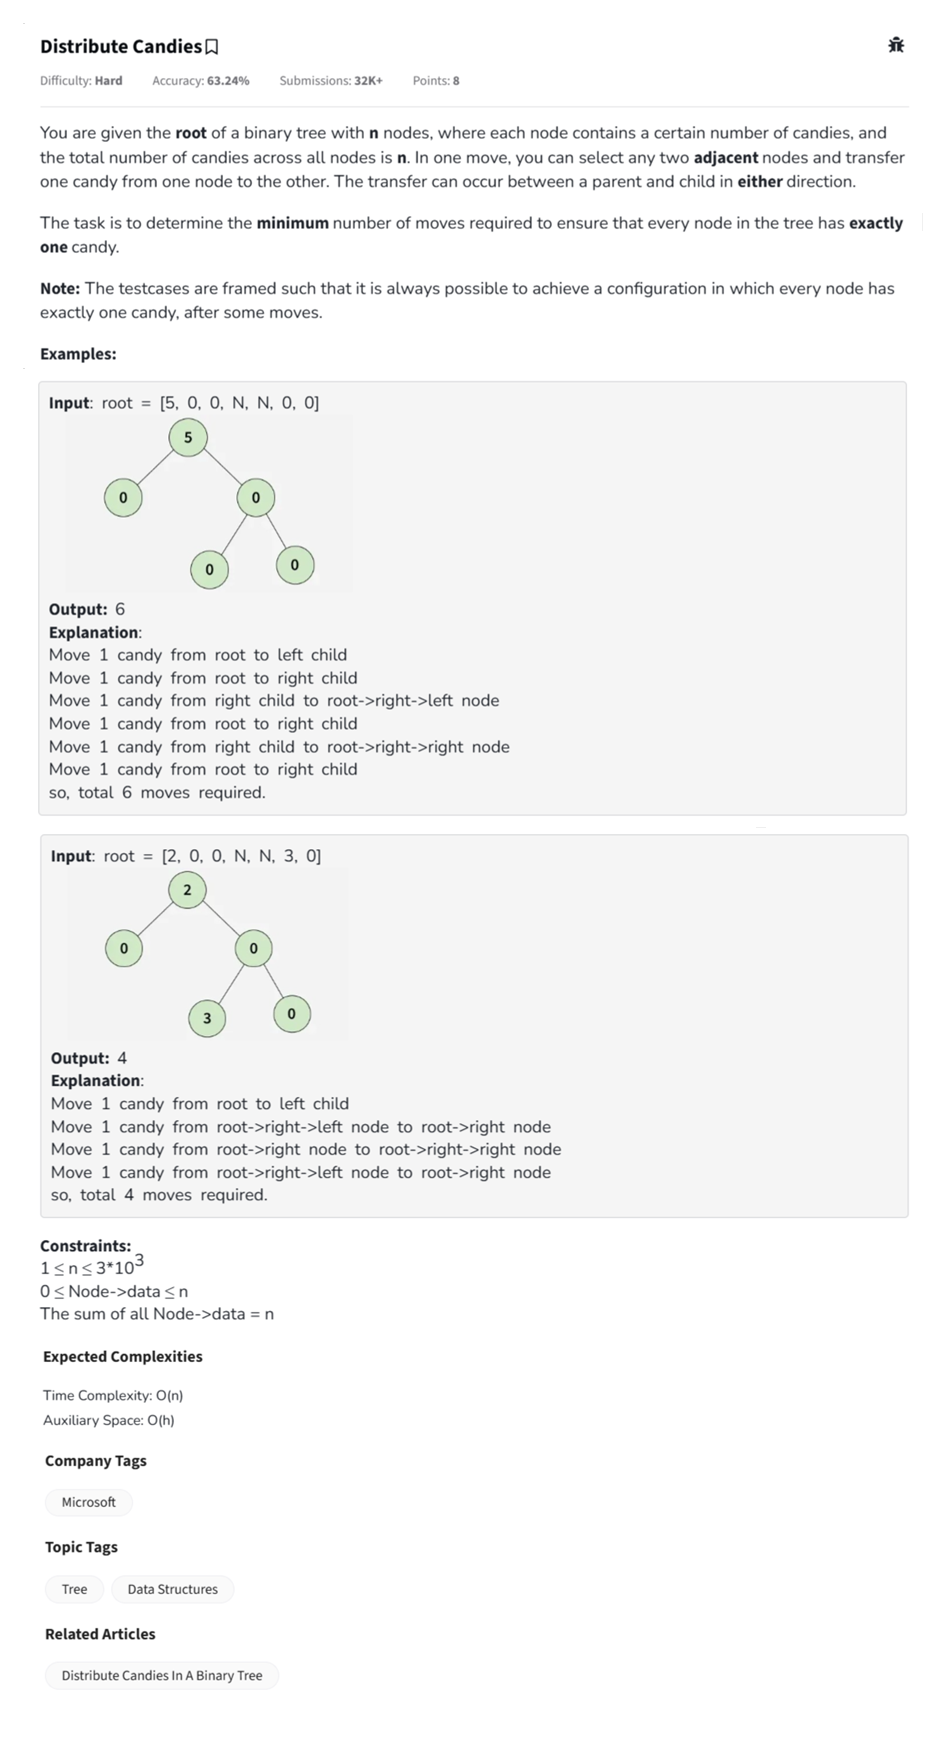 Distribute Candies
Difficulty: Hard Accuracy: 63.24% Submissions: 32K+ Points: 8
You are given the root of a binary tree with n nodes, where each node contains a certain number of candies, and
the total number of candies across all nodes is n. In one move, you can select any two adjacent nodes and transfer
one candy from one node to the other. The transfer can occur between a parent and child in either direction.
The task is to determine the minimum number of moves required to ensure that every node in the tree has exactly
one candy.
Note: The testcases are framed such that it is always possible to achieve a configuration in which every node has
exactly one candy, after some moves.
Examples:
Input: root = [5, 0, 0, N, N, 0, 0]
5
0 0
0 0
Output: 6
Explanation:
Move 1 candy from root to left child
Move 1 candy from root to right child
Move 1 candy from right child to root->right->left node
Move 1 candy from root to right child
Move 1 candy from right child to root->right->right node
Move 1 candy from root to right child
so, total 6 moves required.
Input: root = [2, 0, 0, N, N, 3, 0]
2
0 0
3 0
Output: 4
Explanation:
Move 1 candy from root to left child
Move 1 candy from root->right->left node to root->right node
Move 1 candy from root->right node to root->right->right node
Move 1 candy from root->right->left node to root->right node
so, total 4 moves required.
Constraints:
1 ≤ n ≤ 3*10³
0 ≤ Node->data ≤ n
The sum of all Node->data = n
Expected Complexities
Time Complexity: O(n)
Auxiliary Space: O(h)
Company Tags
Microsoft
Topic Tags
Tree Data Structures
Related Articles
Distribute Candies In A Binary Tree